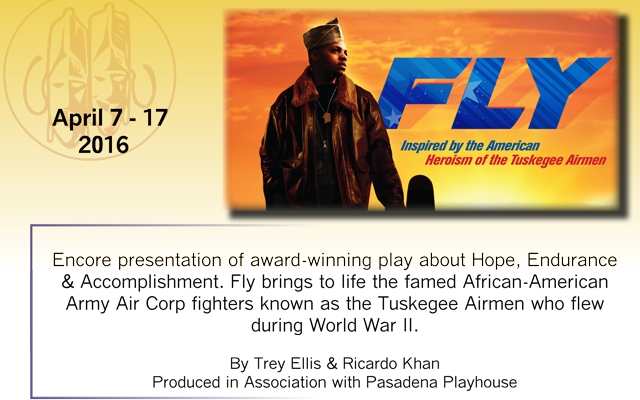 April 7 - 17
2016
FLY
Inspired by the American
Heroism of the Tuskegee Airmen
Encore presentation of award-winning play about Hope, Endurance
& Accomplishment. Fly brings to life the famed African-American
Army Air Corp fighters known as the Tuskegee Airmen who flew
during World War II.
By Trey Ellis & Ricardo Khan
Produced in Association with Pasadena Playhouse